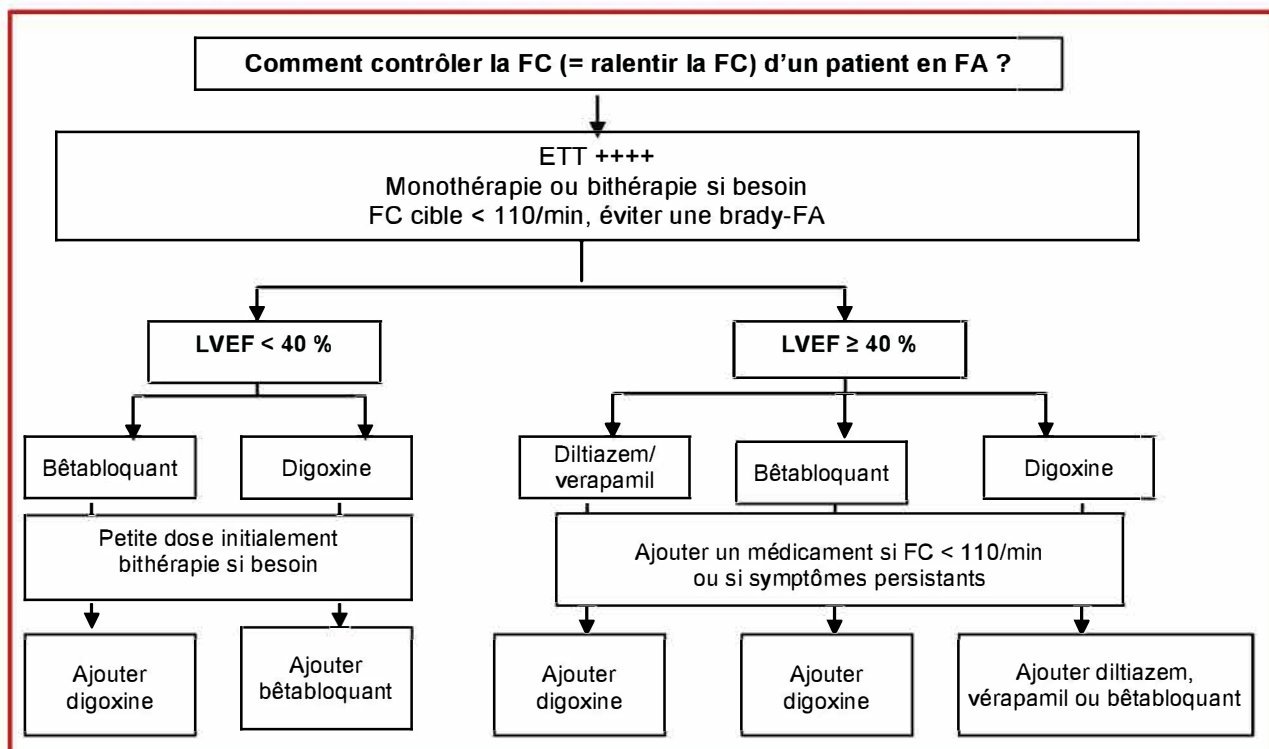 Comment contrôler la FC (= ralentir la FC) d’un patient en FA ?
ETT ++++
Monothérapie ou bithérapie si besoin
FC cible < 110/min, éviter une brady-FA
LVEF < 40 %
LVEF ≥ 40 %
Bêtabloquant
Digoxine
Diltiazem/
verapamil
Bêtabloquant
Digoxine
Petite dose initialement
bithérapie si besoin
Ajouter un médicament si FC < 110/min
ou si symptômes persistants
Ajouter
digoxine
Ajouter
bêtabloquant
Ajouter
digoxine
Ajouter
digoxine
Ajouter diltiazem,
vérapamil ou bêtabloquant